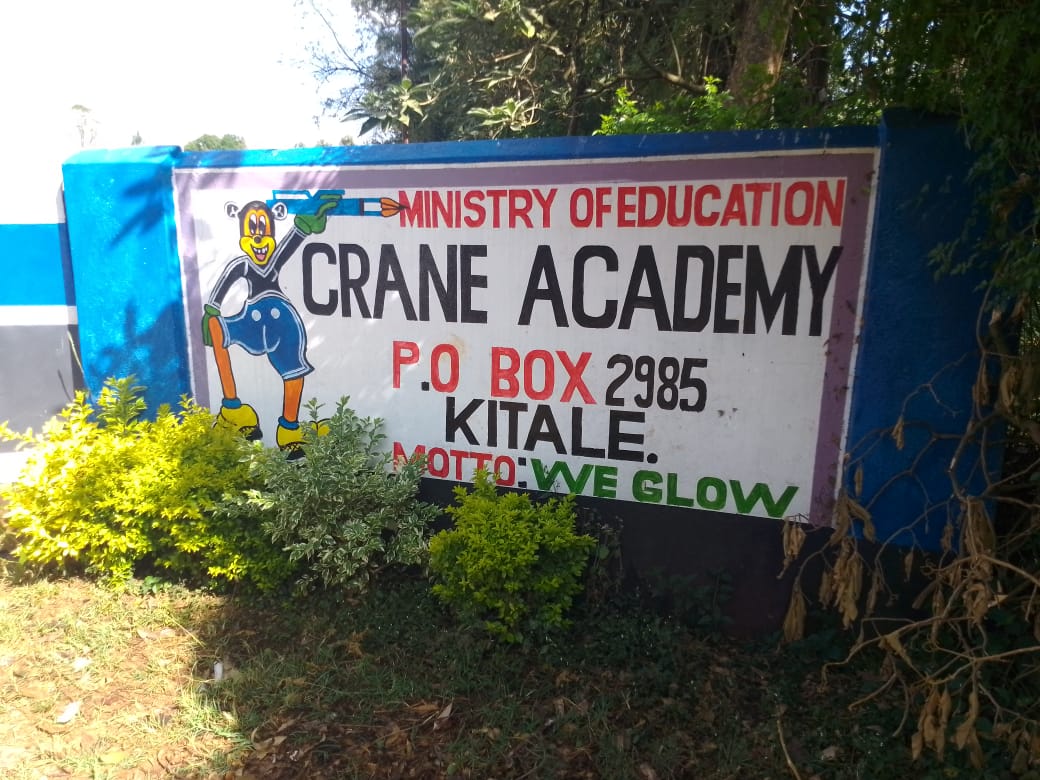 MINISTRY OF EDUCATION
CRANE ACADEMY
P.O BOX 2985
KITALE.
MOTTO: WE GLOW